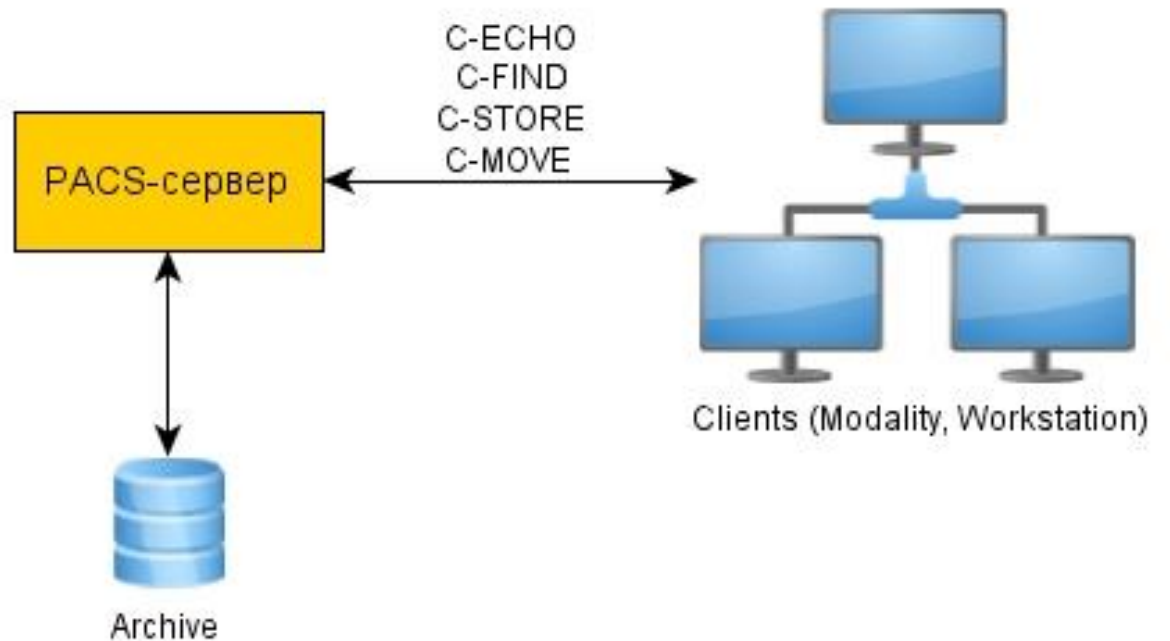 C-ECHO
C-FIND
C-STORE
C-MOVE
PACS-сервер
Clients (Modality, Workstation)
Archive